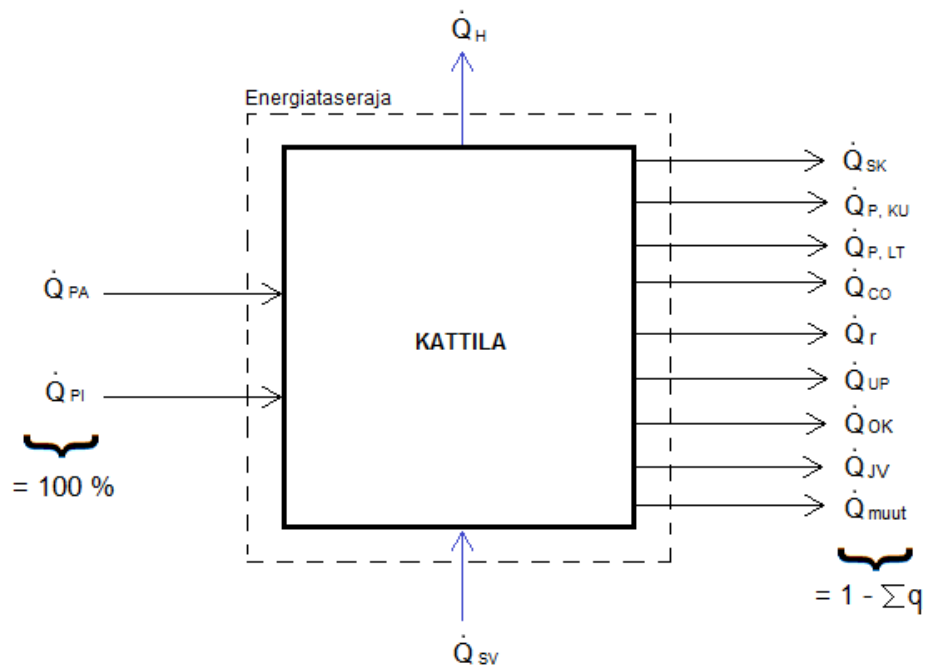 Q̇ H
Energiataseraja
Q̇ SK
Q̇ P, KU
Q̇ P, LT
Q̇ PA
Q̇ CO
KATTILA
Q̇ r
Q̇ PI
Q̇ UP
Q̇ OK
= 100 %
Q̇ JV
Q̇ muut
= 1 - ∑q
Q̇ SV